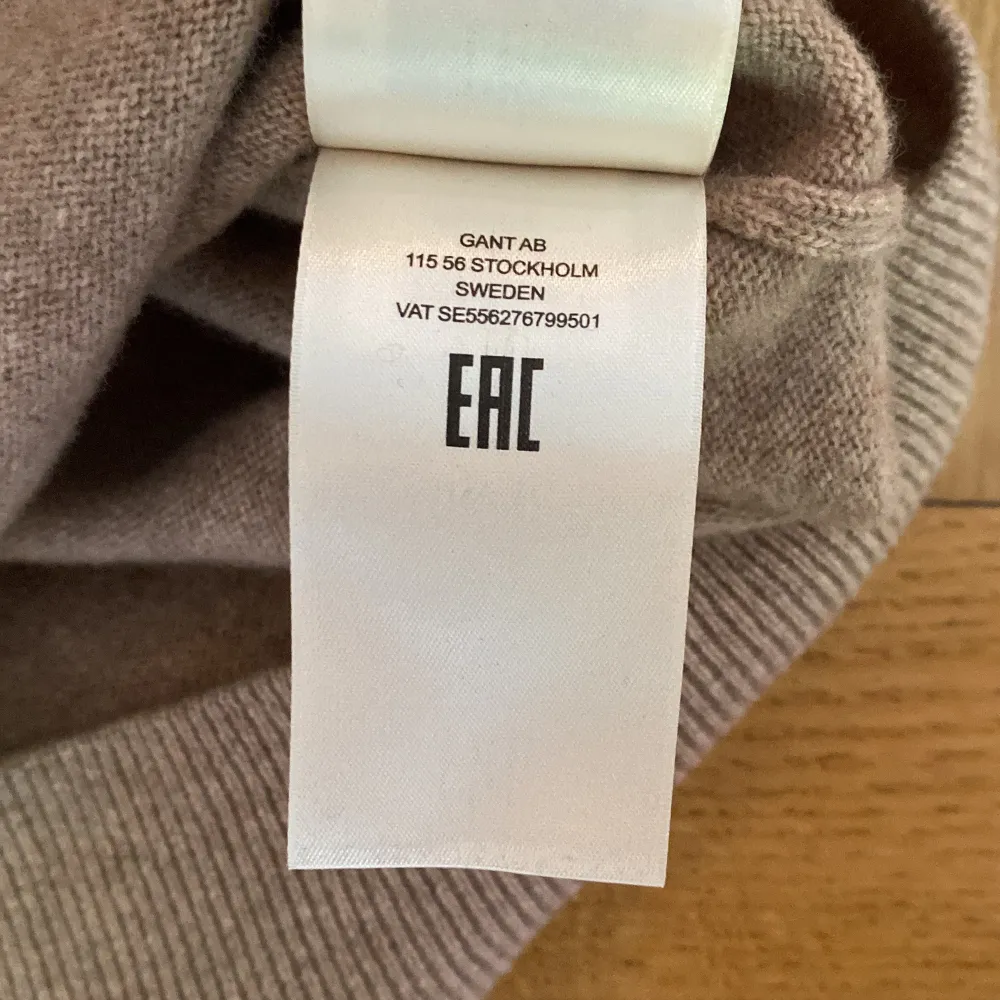 GANT AB
115 56 STOCKHOLM
SWEDEN
VAT SE556276799501
EAC